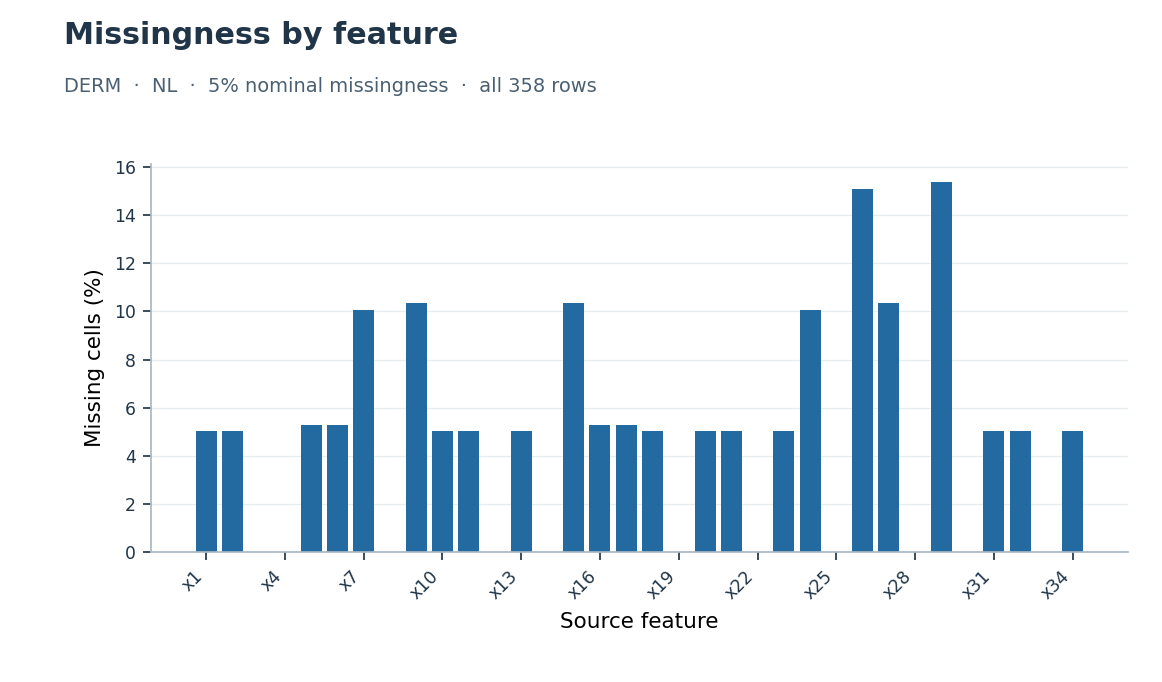 Missingness by feature
DERM · NL · 5% nominal missingness · all 358 rows
16
14
12
10
8
6
4
2
0
Missing cells (%)
x1 x4 x7 x10 x13 x16 x19 x22 x25 x28 x31 x34
Source feature